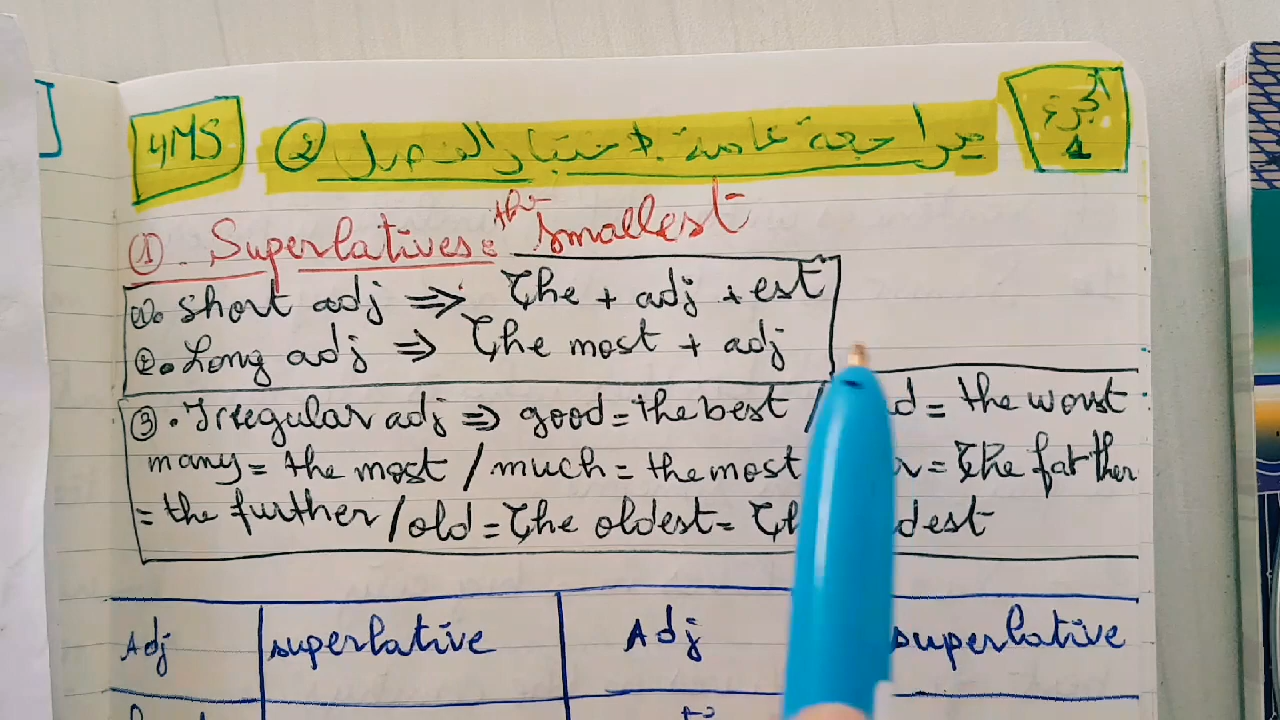 4MS
مراجعة عامة لاختبار الفصل ②
الجزء 1
① . Superlatives : the smallest
① . short adj ⇒ The + adj + est
② . Long adj ⇒ The most + adj
③ . Irregular adj ⇒ good = the best / = the worst
many = the most / much = the most = The farther
= the further / old = The oldest =
Adj superlative Adj superlative